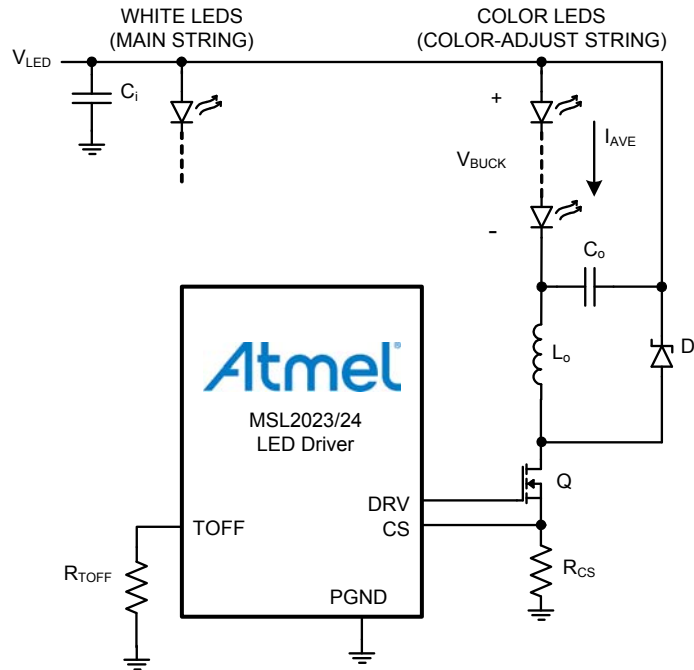 WHITE LEDS
(MAIN STRING)
COLOR LEDS
(COLOR-ADJUST STRING)
VLED
Ci
+
IAVE
VBUCK
-
Co
Lo
D
Atmel
MSL2023/24
LED Driver
Q
DRV
TOFF
CS
RTOFF
RCS
PGND